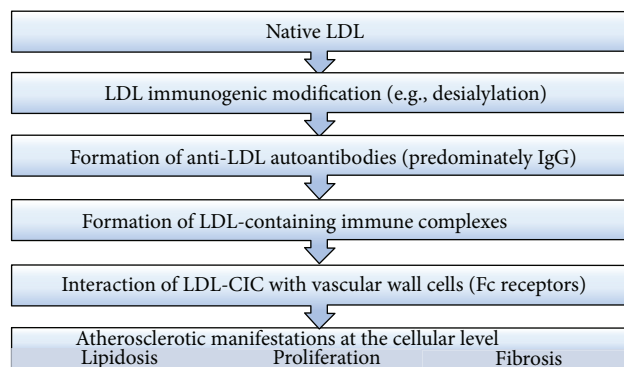 Native LDL
LDL immunogenic modification (e.g., desialylation)
Formation of anti-LDL autoantibodies (predominately IgG)
Formation of LDL-containing immune complexes
Interaction of LDL-CIC with vascular wall cells (Fc receptors)
Atherosclerotic manifestations at the cellular level
Lipidosis Proliferation Fibrosis